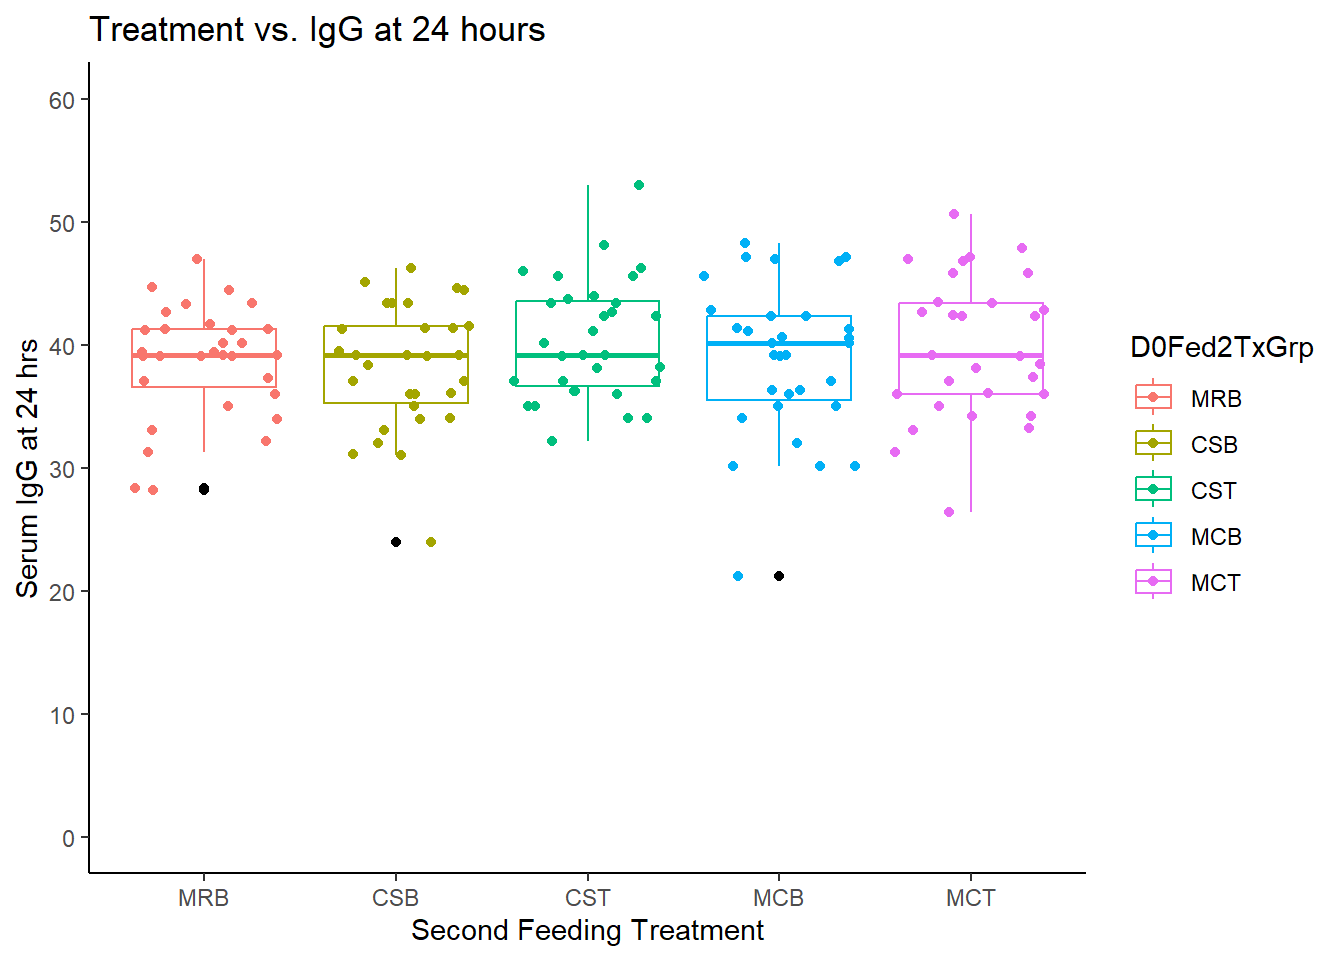 Treatment vs. IgG at 24 hours
Serum IgG at 24 hrs
60
50
40
30
20
10
0
MRB CSB CST MCB MCT
Second Feeding Treatment
D0Fed2TxGrp
MRB
CSB
CST
MCB
MCT